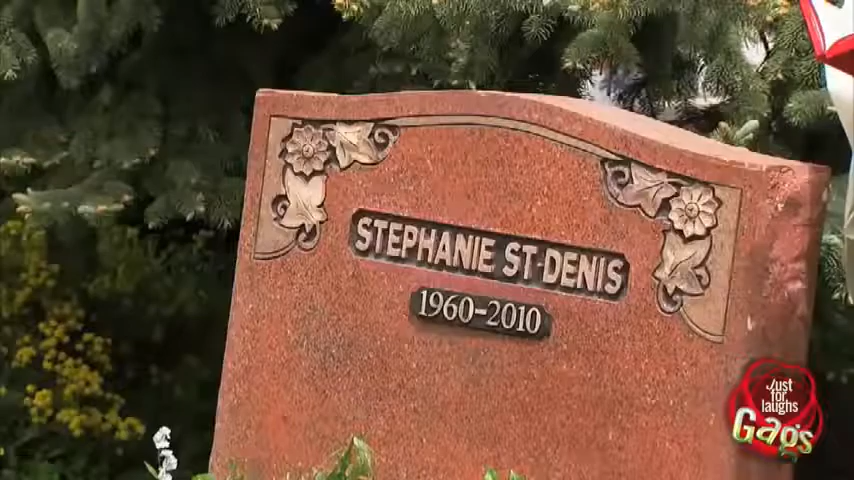 STEPHANIE ST-DENIS
1960-2010
Just
for
laughs
Gags